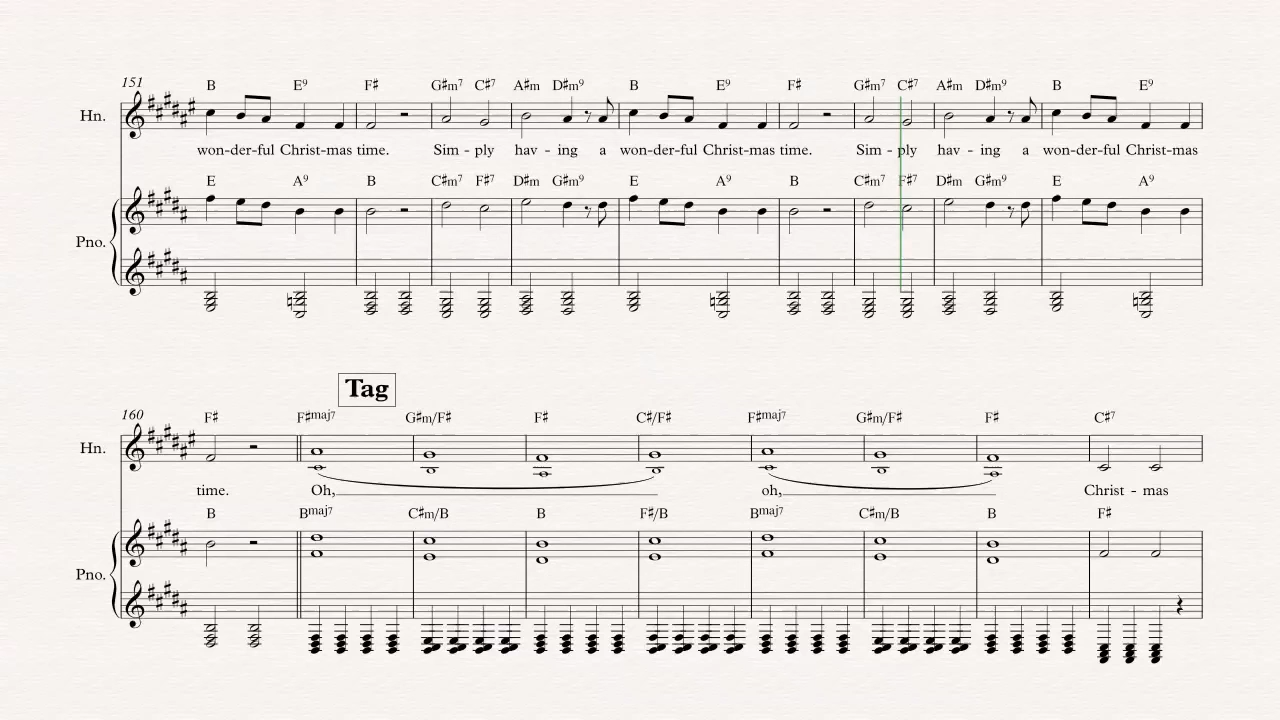 151
B E9 F♯ G♯m7 C♯7 A♯m D♯m9 B E9 F♯ G♯m7 C♯7 A♯m D♯m9 B E9
Hn.
won-der-ful Christ-mas time. Sim - ply hav - ing a won-der-ful Christ-mas time. Sim - ply hav - ing a won-der-ful Christ-mas
E A9 B C♯m7 F♯7 D♯m G♯m9 E A9 B C♯m7 F♯7 D♯m G♯m9 E A9
Pno.
Tag
160
F♯ F♯maj7 G♯m/F♯ F♯ C♯/F♯ F♯maj7 G♯m/F♯ F♯ C♯7
Hn.
time. Oh, oh, Christ - mas
B Bmaj7 C♯m/B B F♯/B Bmaj7 C♯m/B B F♯
Pno.